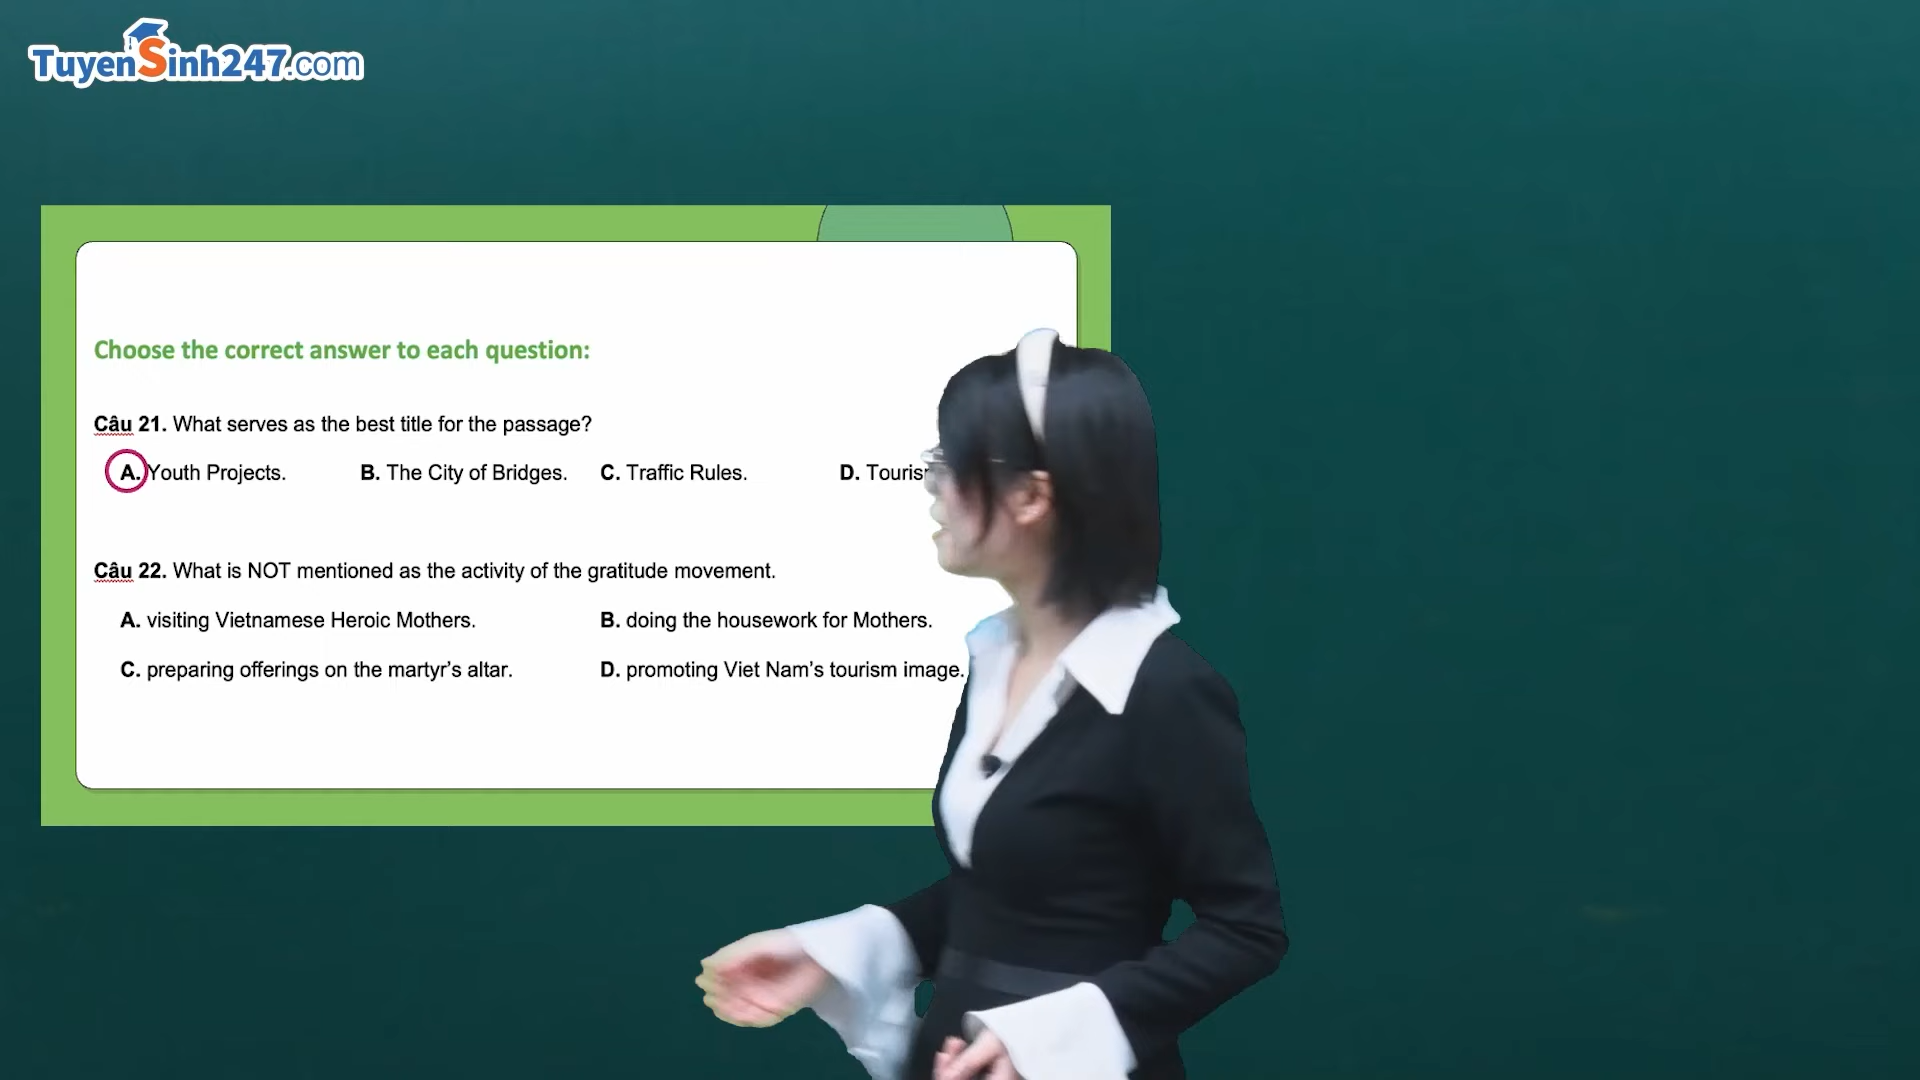 TuyenSinh247.com
Choose the correct answer to each question:
Câu 21. What serves as the best title for the passage?
A. Youth Projects. B. The City of Bridges. C. Traffic Rules. D.
Câu 22. What is NOT mentioned as the activity of the gratitude movement.
A. visiting Vietnamese Heroic Mothers. B. doing the housework for Mothers.
C. preparing offerings on the martyr’s altar. D. promoting Viet Nam’s tourism image.